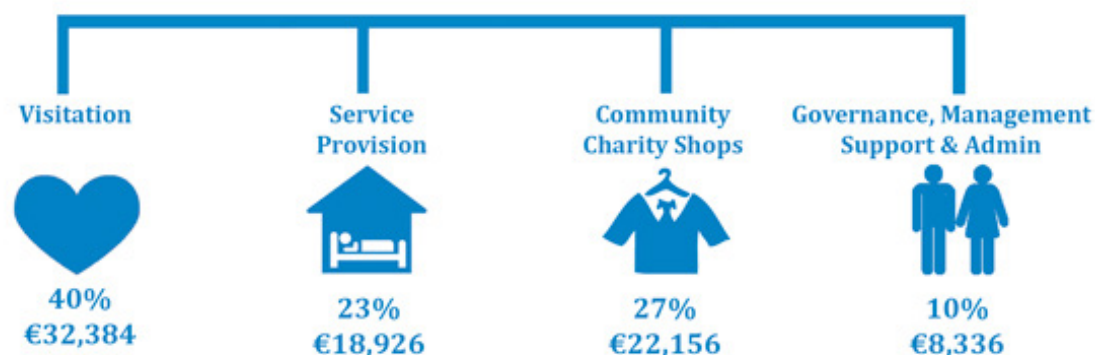 Visitation
40%
€32,384
Service
Provision
23%
€18,926
Community
Charity Shops
27%
€22,156
Governance, Management
Support & Admin
10%
€8,336